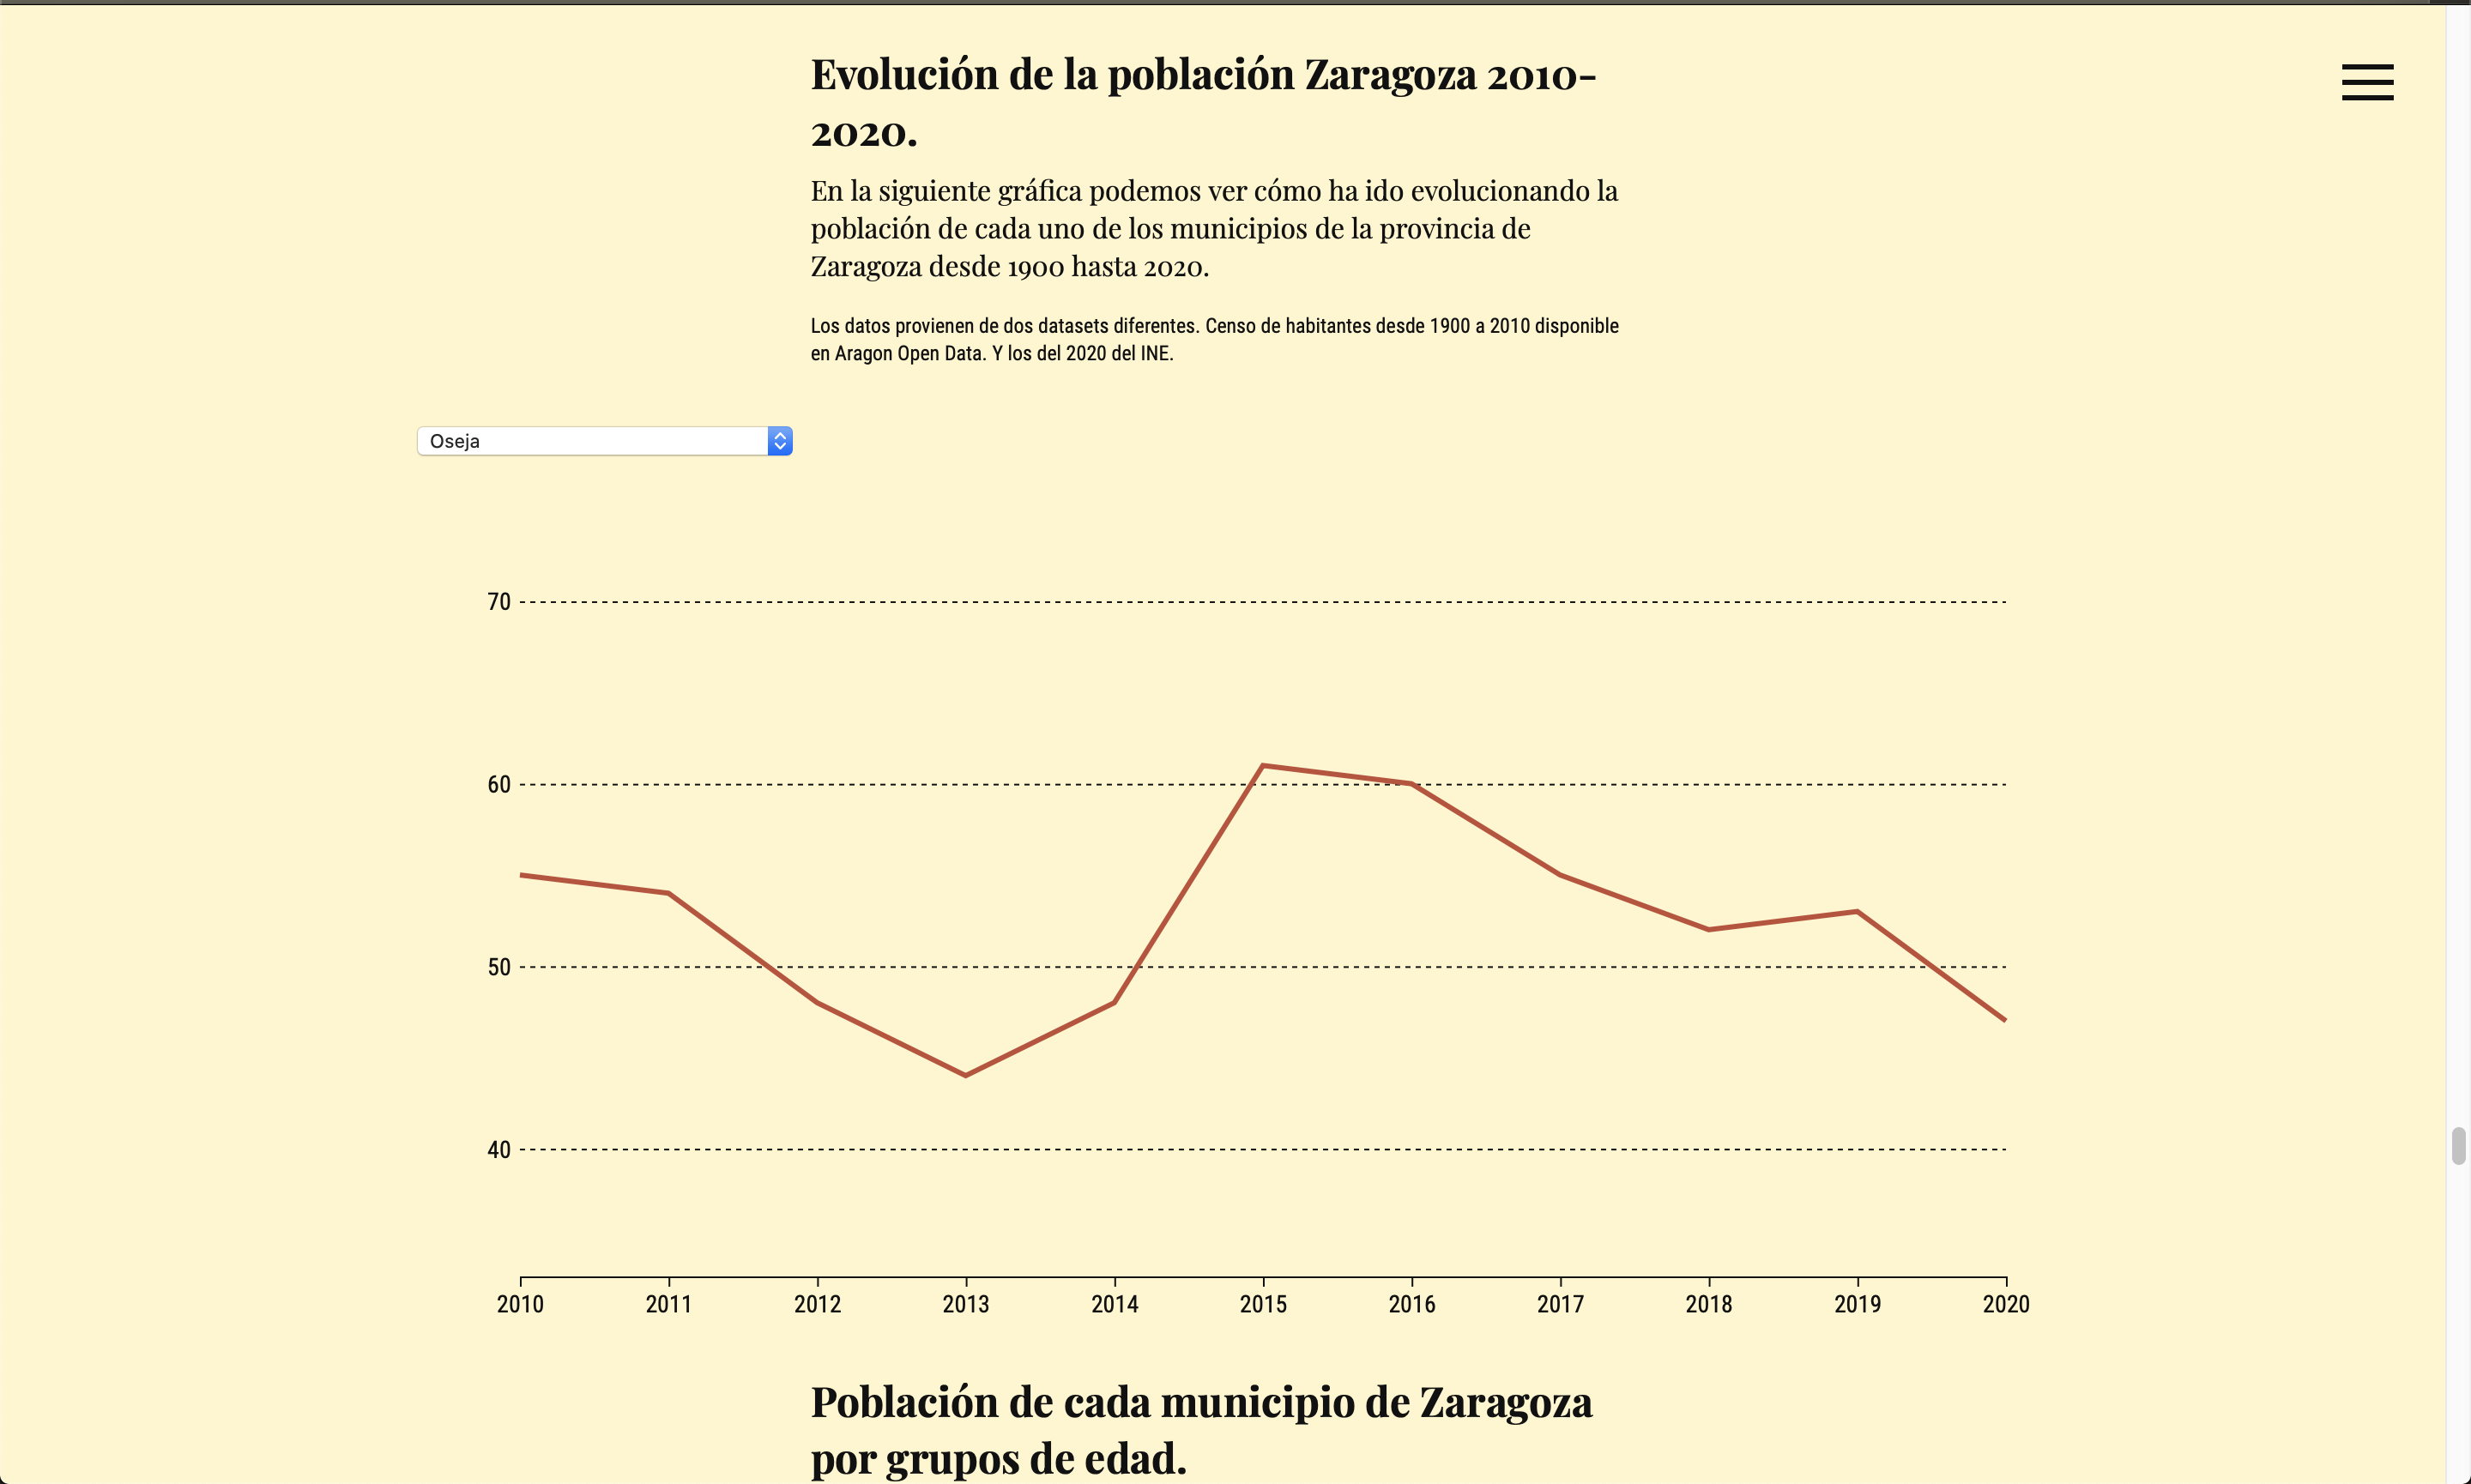 Evolución de la población Zaragoza 2010-
2020.
En la siguiente gráfica podemos ver cómo ha ido evolucionando la
población de cada uno de los municipios de la provincia de
Zaragoza desde 1900 hasta 2020.
Los datos provienen de dos datasets diferentes. Censo de habitantes desde 1900 a 2010 disponible
en Aragon Open Data. Y los del 2020 del INE.
Oseja
70
60
50
40
2010 2011 2012 2013 2014 2015 2016 2017 2018 2019 2020
Población de cada municipio de Zaragoza
por grupos de edad.